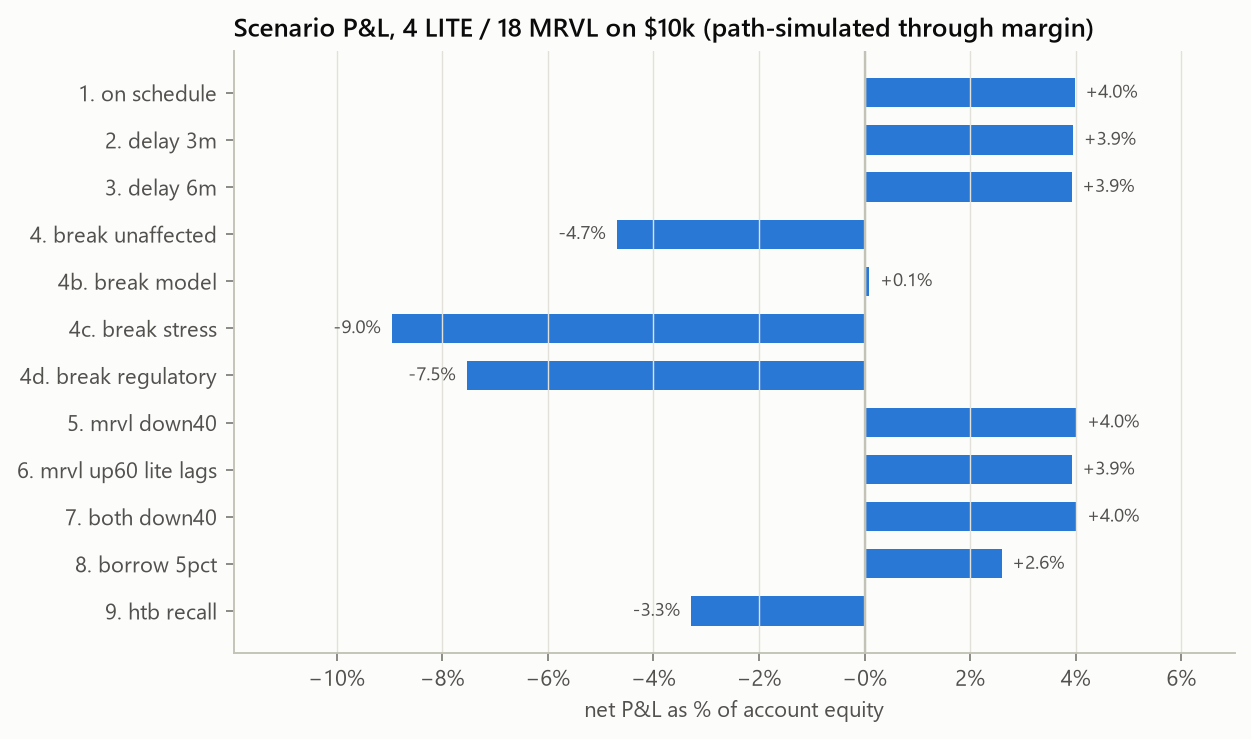 Scenario P&L, 4 LITE / 18 MRVL on $10k (path-simulated through margin)
1. on schedule +4.0%
2. delay 3m +3.9%
3. delay 6m +3.9%
4. break unaffected -4.7%
4b. break model +0.1%
4c. break stress -9.0%
4d. break regulatory -7.5%
5. mrvl down40 +4.0%
6. mrvl up60 lite lags +3.9%
7. both down40 +4.0%
8. borrow 5pct +2.6%
9. htb recall -3.3%
−10% −8% −6% −4% −2% −0% 2% 4% 6%
net P&L as % of account equity